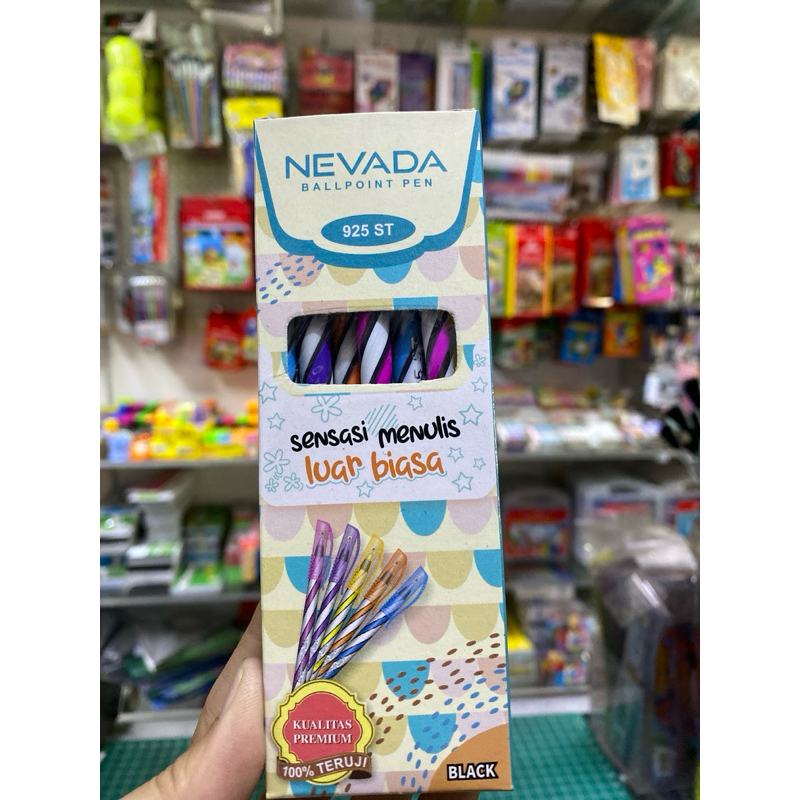 NEVADA
BALLPOINT PEN
925 ST
sensasi menulis
luar biasa
KUALITAS
PREMIUM
100% TERUJI
BLACK